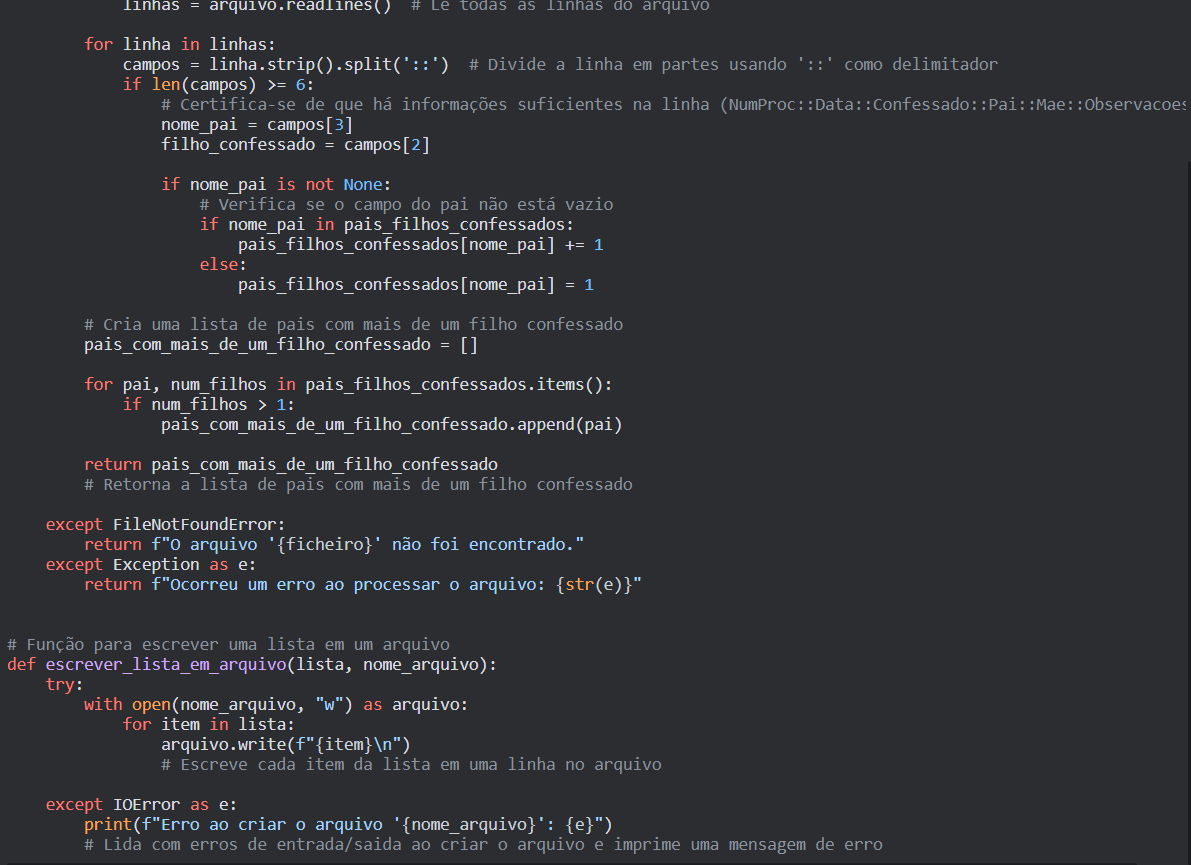 linhas = arquivo.readlines()  # Lê todas as linhas do arquivo
for linha in linhas:
campos = linha.strip().split('::')  # Divide a linha em partes usando '::' como delimitador
if len(campos) >= 6:
# Certifica-se de que há informações suficientes na linha (NumProc::Data::Confessado::Pai::Mae::Observacoes
nome_pai = campos[3]
filho_confessado = campos[2]
if nome_pai is not None:
# Verifica se o campo do pai não está vazio
if nome_pai in pais_filhos_confessados:
pais_filhos_confessados[nome_pai] += 1
else:
pais_filhos_confessados[nome_pai] = 1
# Cria uma lista de pais com mais de um filho confessado
pais_com_mais_de_um_filho_confessado = []
for pai, num_filhos in pais_filhos_confessados.items():
if num_filhos > 1:
pais_com_mais_de_um_filho_confessado.append(pai)
return pais_com_mais_de_um_filho_confessado
# Retorna a lista de pais com mais de um filho confessado
except FileNotFoundError:
return f"O arquivo '{ficheiro}' não foi encontrado."
except Exception as e:
return f"Ocorreu um erro ao processar o arquivo: {str(e)}"
# Função para escrever uma lista em um arquivo
def escrever_lista_em_arquivo(lista, nome_arquivo):
try:
with open(nome_arquivo, "w") as arquivo:
for item in lista:
arquivo.write(f"{item}\n")
# Escreve cada item da lista em uma linha no arquivo
except IOError as e:
print(f"Erro ao criar o arquivo '{nome_arquivo}': {e}")
# Lida com erros de entrada/saida ao criar o arquivo e imprime uma mensagem de erro